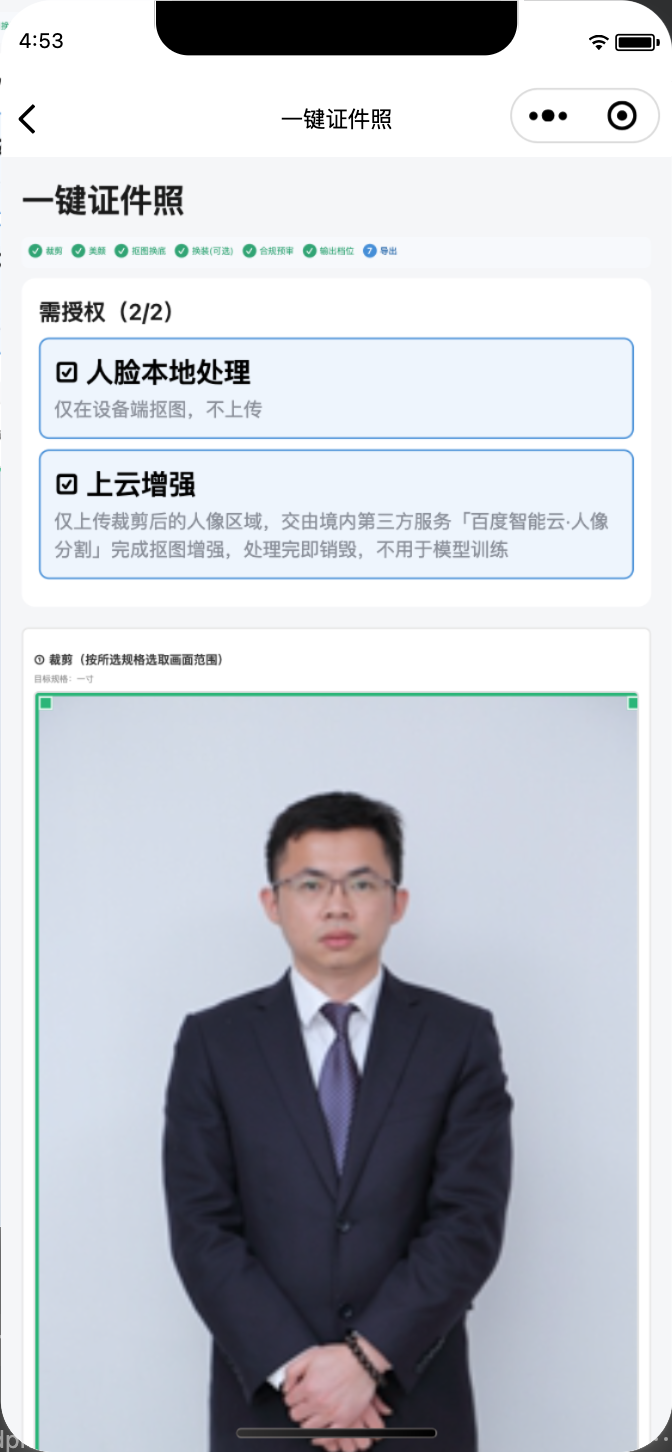 4:53
一键证件照
一键证件照
裁剪 美颜 抠图换底 换装(可选) 合规预审 输出档位 7 导出
需授权（2/2）
人脸本地处理
仅在设备端抠图，不上传
上云增强
仅上传裁剪后的人像区域，交由境内第三方服务「百度智能云·人像
分割」完成抠图增强，处理完即销毁，不用于模型训练
① 裁剪（按所选规格选取画面范围）
目标规格：一寸